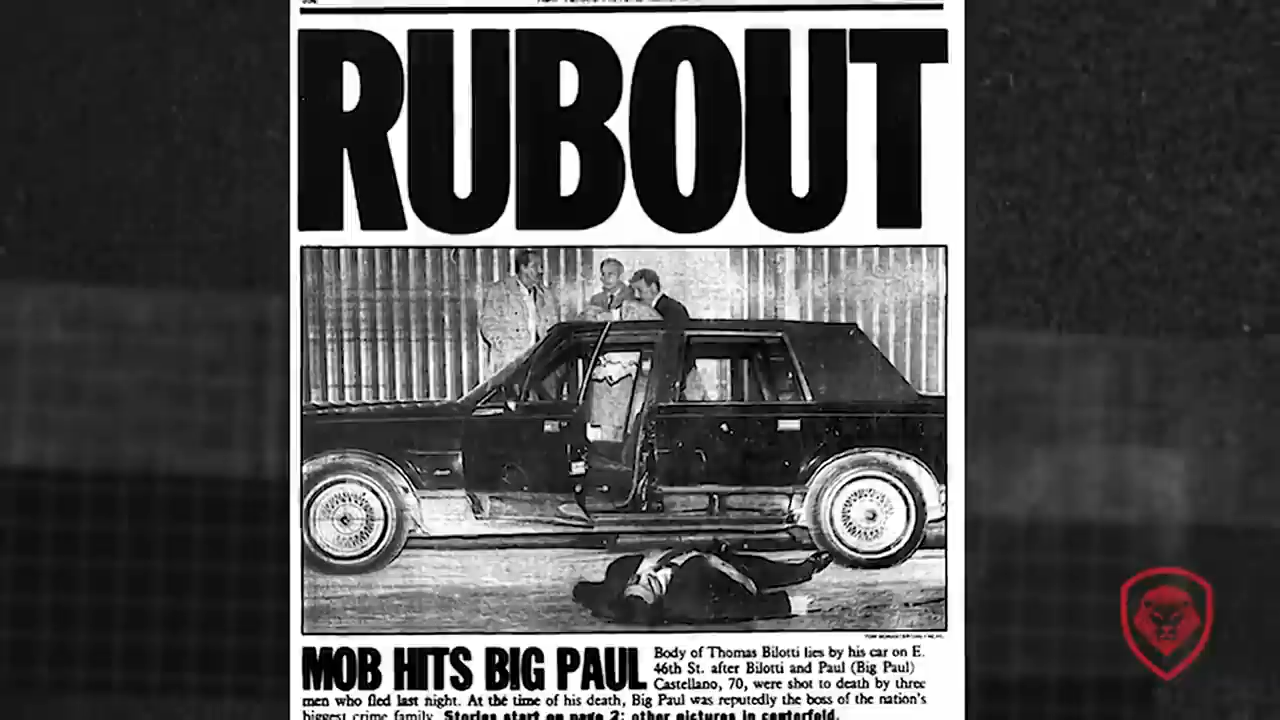 RUBOUT
MOB HITS BIG PAUL
Body of Thomas Bilotti lies by his car on E.
46th St. after Bilotti and Paul (Big Paul)
Castellano, 70, were shot to death by three
men who fled last night. At the time of his death, Big Paul was reputedly the boss of the nation's
biggest crime family. Stories start on page 2; other pictures in centerfold.